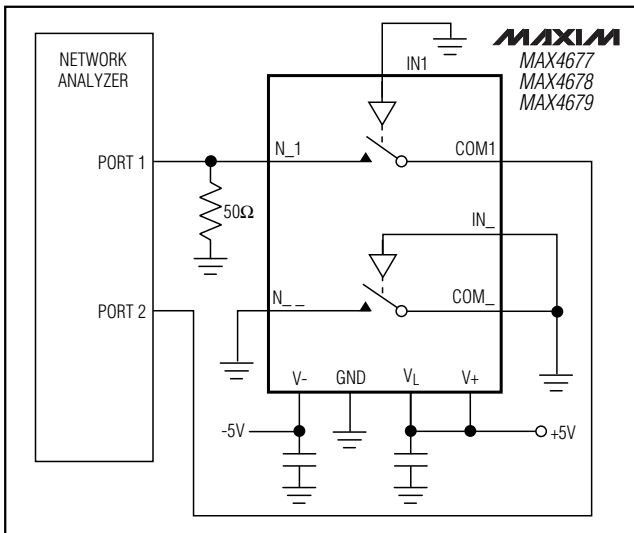 NETWORK
ANALYZER
MAXIM
MAX4677
MAX4678
MAX4679
IN1
PORT 1
N_1
COM1
50Ω
IN_
PORT 2
N_ _
COM_
V- GND VL V+
-5V
+5V